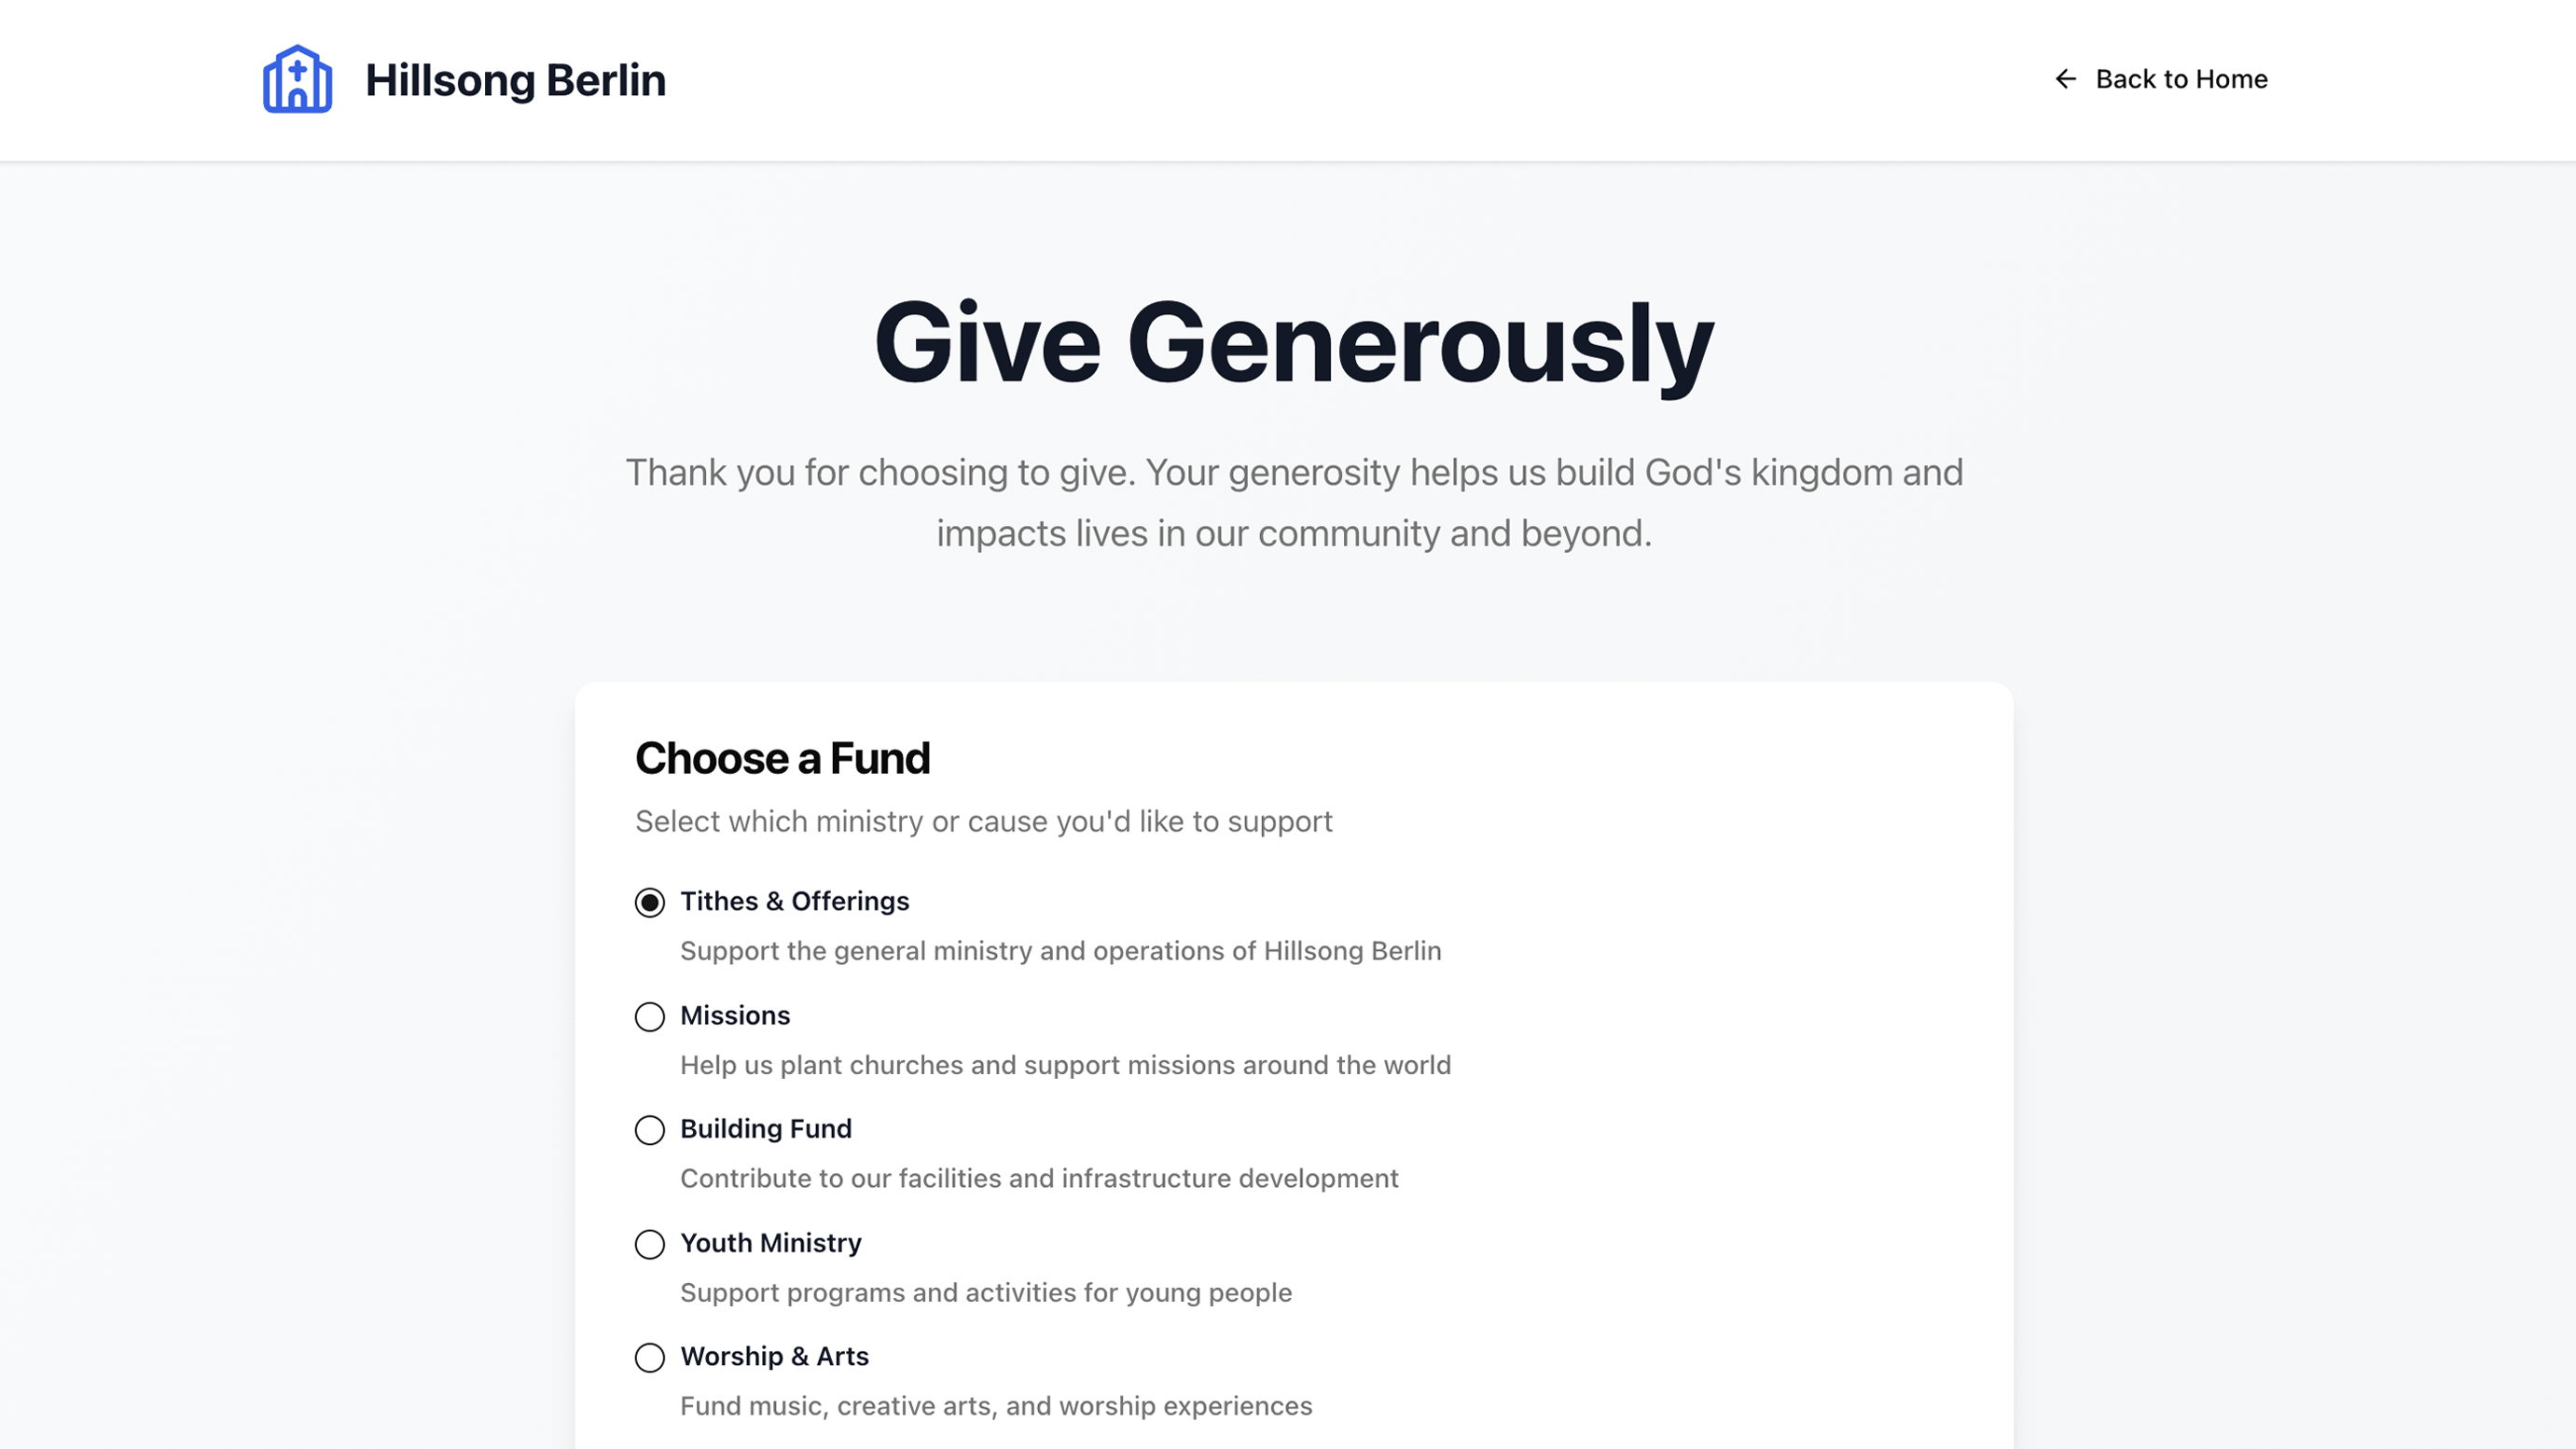 Hillsong Berlin
Back to Home
Give Generously
Thank you for choosing to give. Your generosity helps us build God's kingdom and
impacts lives in our community and beyond.
Choose a Fund
Select which ministry or cause you'd like to support
Tithes & Offerings
Support the general ministry and operations of Hillsong Berlin
Missions
Help us plant churches and support missions around the world
Building Fund
Contribute to our facilities and infrastructure development
Youth Ministry
Support programs and activities for young people
Worship & Arts
Fund music, creative arts, and worship experiences